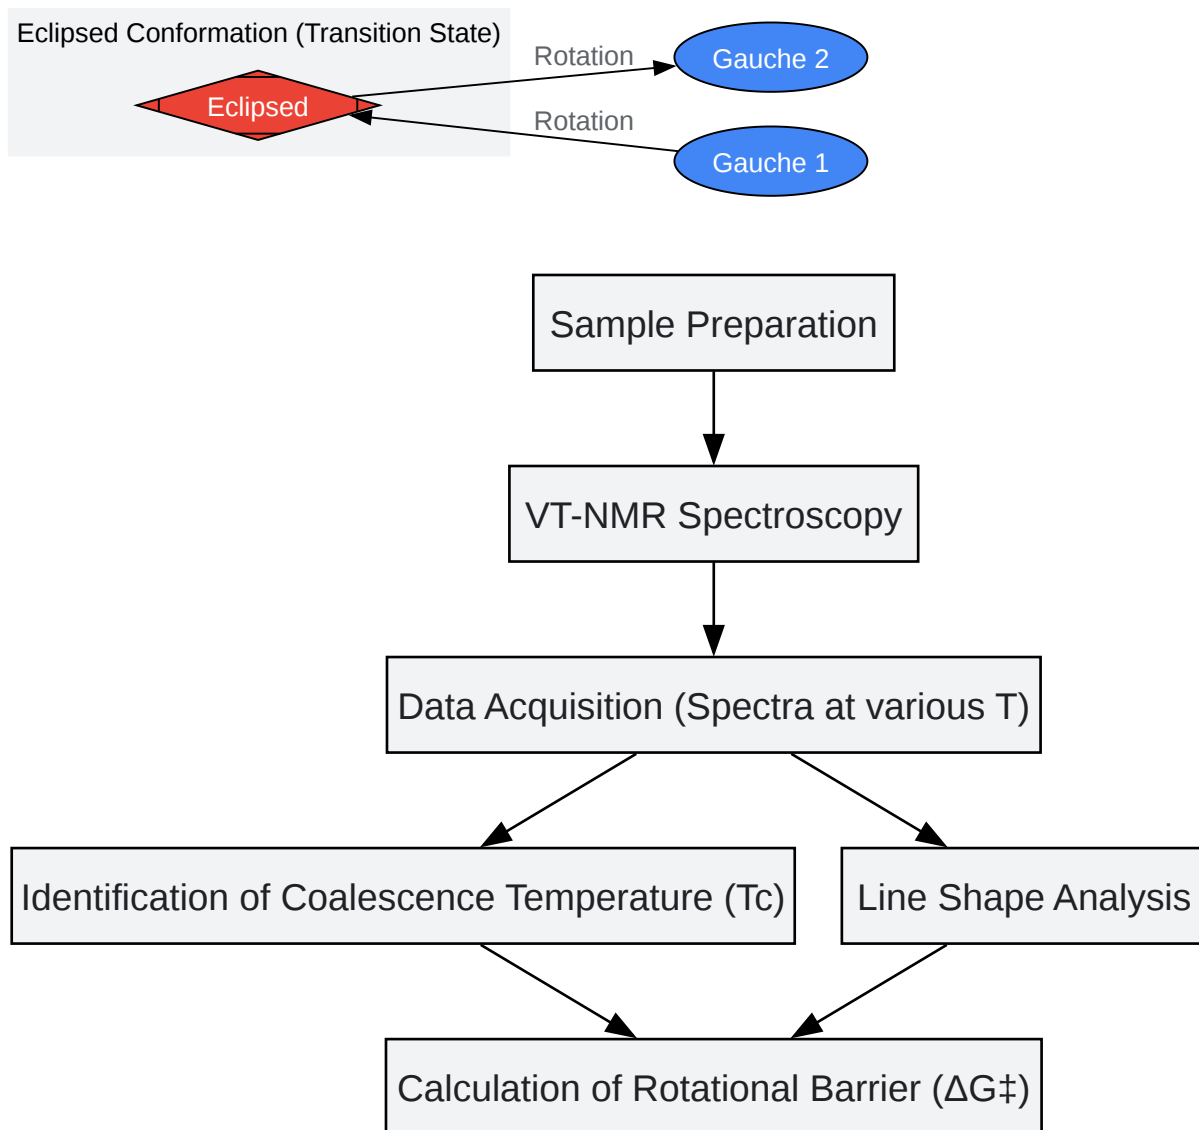 Eclipsed Conformation (Transition State)
Eclipsed
Rotation
Gauche 2
Rotation
Gauche 1
Sample Preparation
VT-NMR Spectroscopy
Data Acquisition (Spectra at various T)
Identification of Coalescence Temperature (Tc)
Line Shape Analysis
Calculation of Rotational Barrier (ΔG‡)